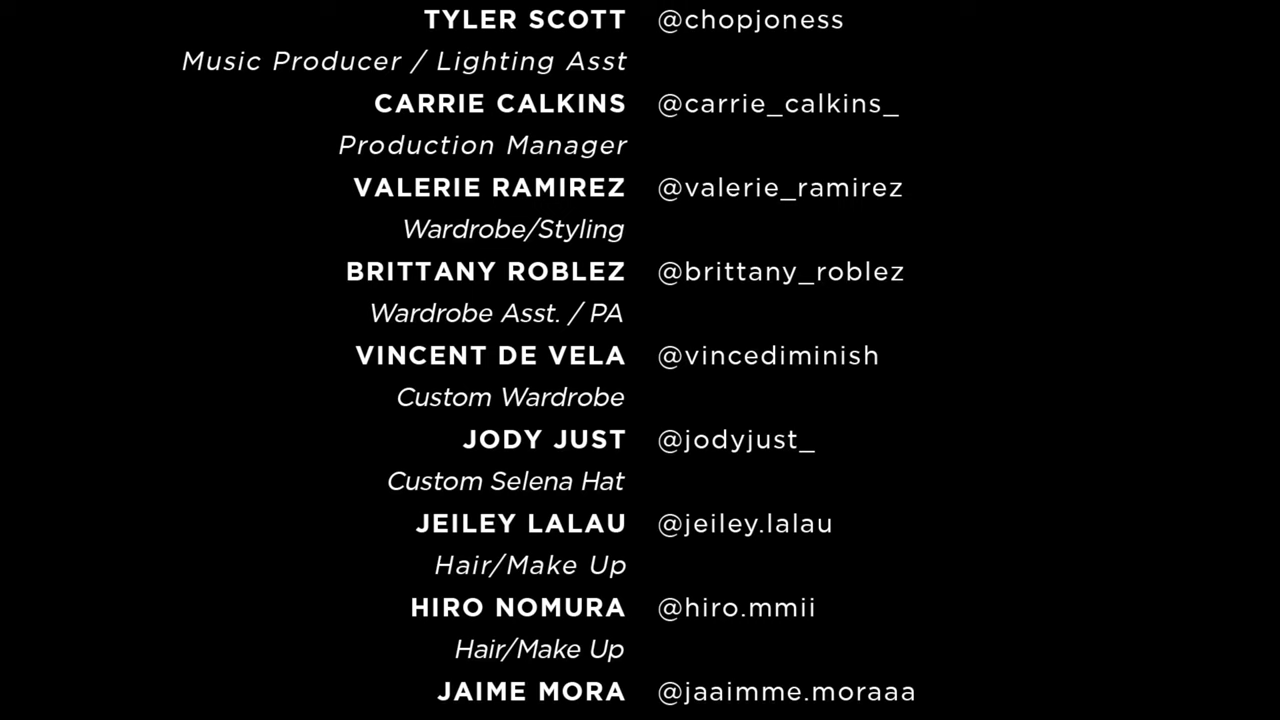 TYLER SCOTT @chopjoness
Music Producer / Lighting Asst
CARRIE CALKINS @carrie_calkins_
Production Manager
VALERIE RAMIREZ @valerie_ramirez
Wardrobe/Styling
BRITTANY ROBLEZ @brittany_roblez
Wardrobe Asst. / PA
VINCENT DE VELA @vincediminish
Custom Wardrobe
JODY JUST @jodyjust_
Custom Selena Hat
JEILEY LALAU @jeiley.lalau
Hair/Make Up
HIRO NOMURA @hiro.mmii
Hair/Make Up
JAIME MORA @jaaimme.moraaa